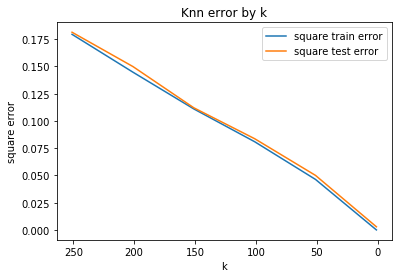 Knn error by k
square train error
square test error
0.175
0.150
0.125
0.100
0.075
0.050
0.025
0.000
square error
250 200 150 100 50 0
k